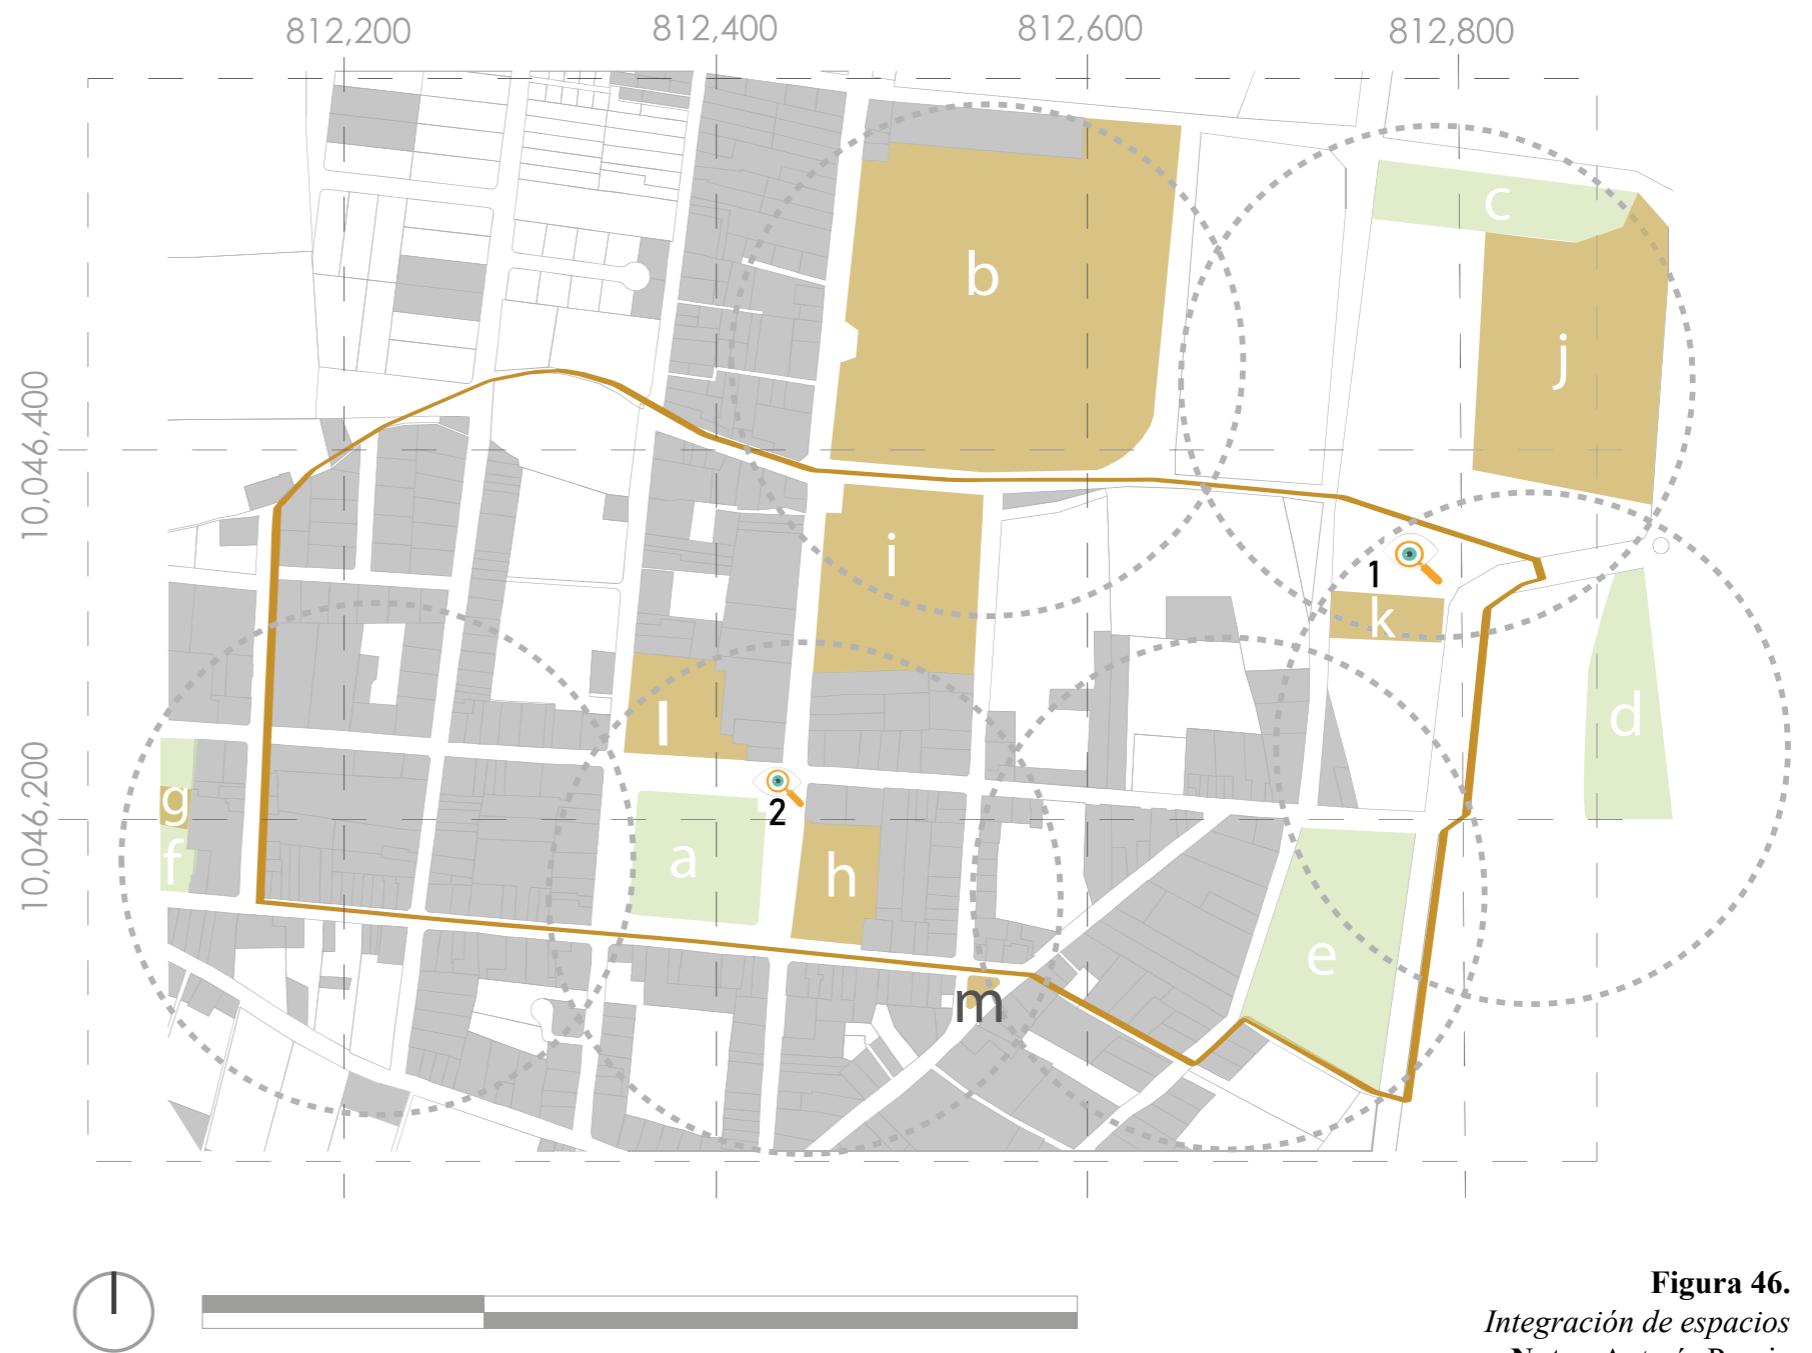 812,200 812,400 812,600 812,800
10,046,400
10,046,200
c
b
j
i
1
k
l
d
2
g
f
a
h
e
m
Figura 46.
Integración de espacios